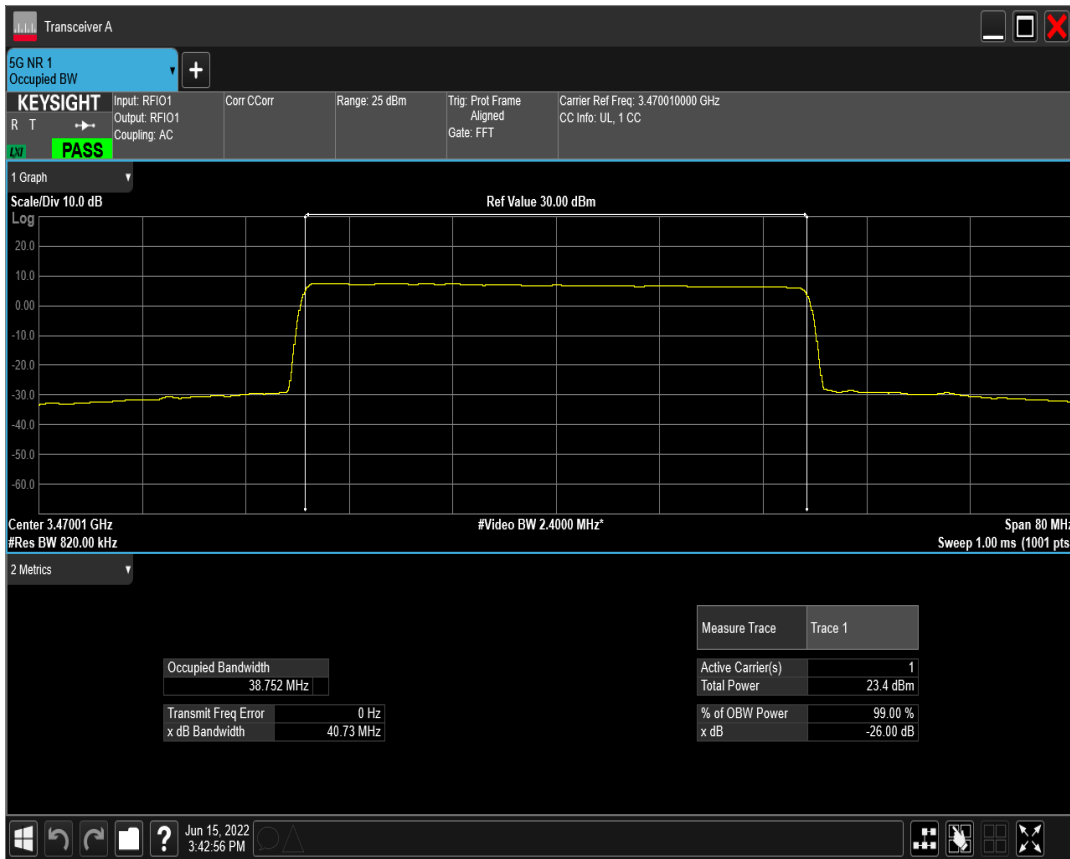 Transceiver A
5G NR 1
Occupied BW
+
KEYSIGHT
R T
LXI
PASS
Input: RFIO1
Output: RFIO1
Coupling: AC
Corr CCorr
Range: 25 dBm
Trig: Prot Frame
Aligned
Gate: FFT
Carrier Ref Freq: 3.470010000 GHz
CC Info: UL, 1 CC
1 Graph
Scale/Div 10.0 dB
Ref Value 30.00 dBm
Log
20.0
10.0
0.00
-10.0
-20.0
-30.0
-40.0
-50.0
-60.0
Center 3.47001 GHz
#Video BW 2.4000 MHz*
Span 80 MHz
#Res BW 820.00 kHz
Sweep 1.00 ms (1001 pts
2 Metrics
Measure Trace Trace 1
Occupied Bandwidth
38.752 MHz
Active Carrier(s) 1
Total Power 23.4 dBm
Transmit Freq Error 0 Hz
x dB Bandwidth 40.73 MHz
% of OBW Power 99.00 %
x dB -26.00 dB
?
Jun 15, 2022
3:42:56 PM